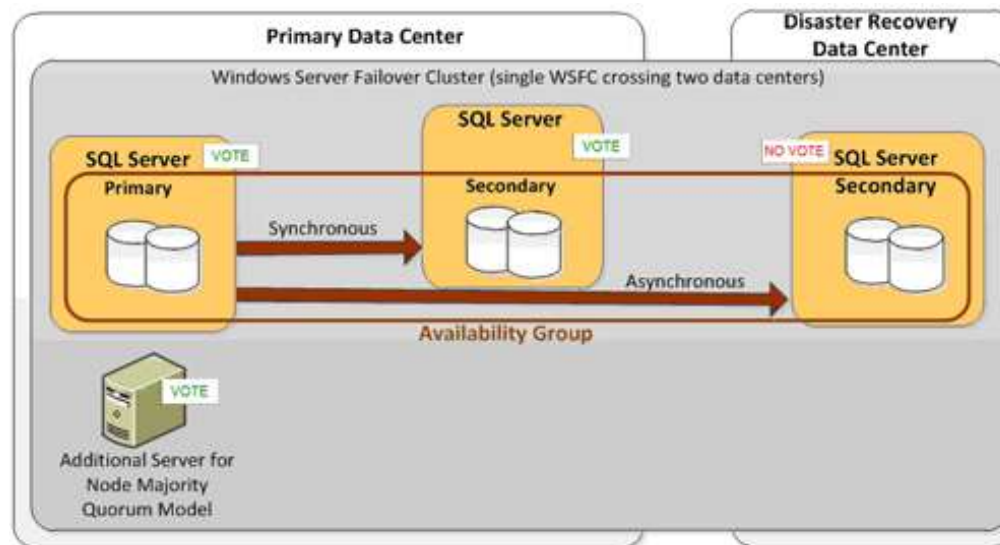 Primary Data Center
Disaster Recovery
Data Center
Windows Server Failover Cluster (single WSFC crossing two data centers)
SQL Server
VOTE
Primary
SQL Server
VOTE
Secondary
NO VOTE
SQL Server
Secondary
Synchronous
Asynchronous
Availability Group
VOTE
Additional Server for
Node Majority
Quorum Model